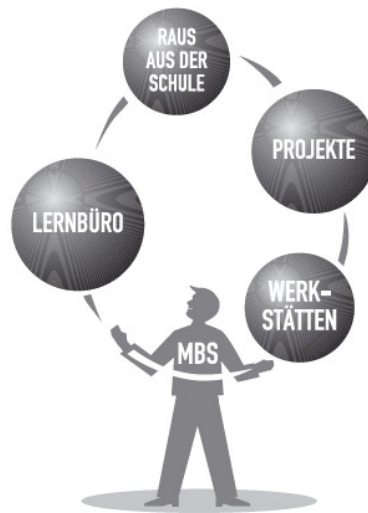 RAUS
AUS DER
SCHULE
PROJEKTE
LERNBÜRO
WERK-
STÄTTEN
MBS